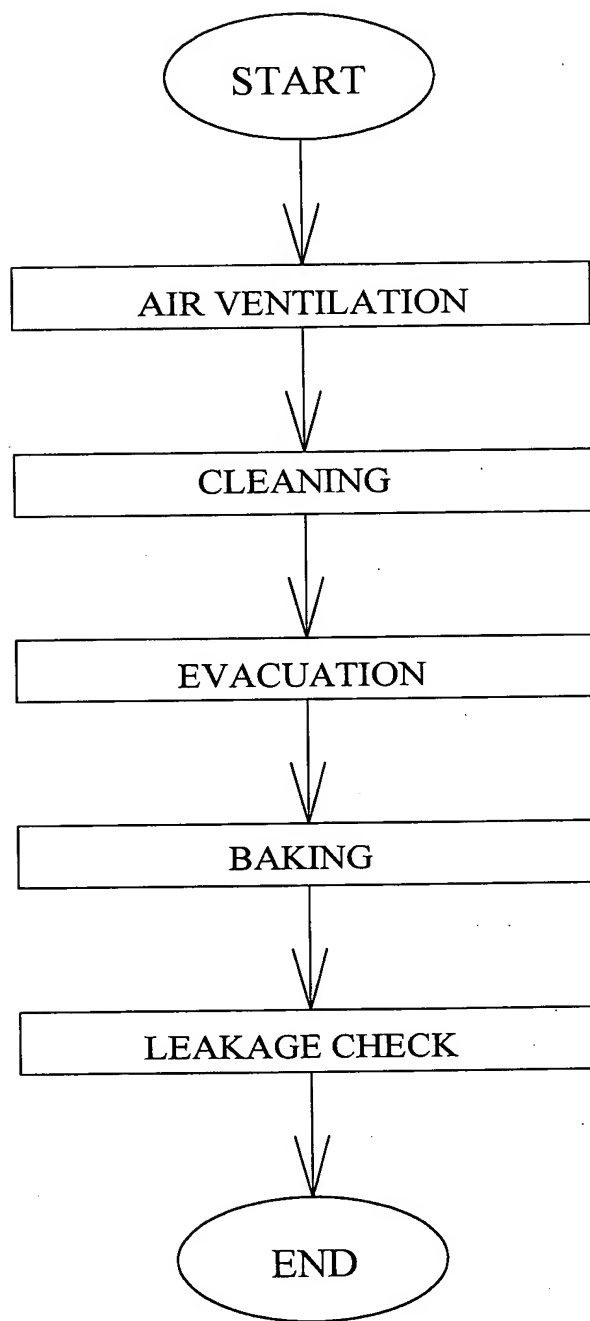 START
AIR VENTILATION
CLEANING
EVACUATION
BAKING
LEAKAGE CHECK
END